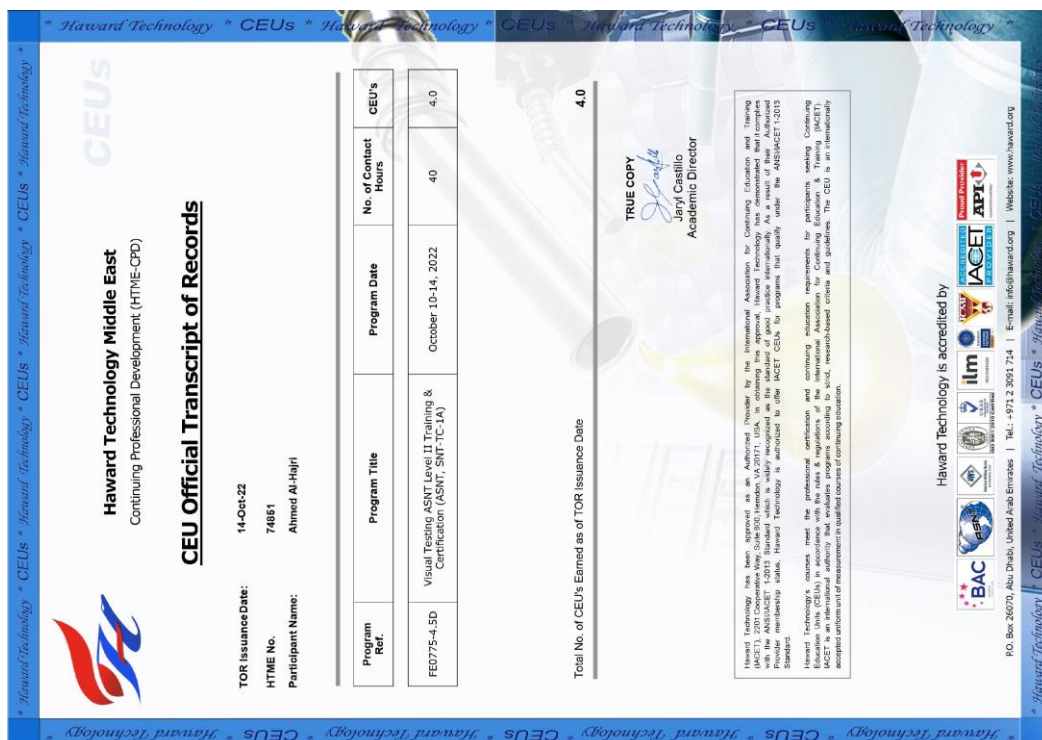 * Haward Technology * CEUs * Haward Technology * CEUs * Haward Technology * CEUs * Haward Technology *
CEUs
Haward Technology Middle East
Continuing Professional Development (HTME-CPD)
CEU Official Transcript of Records
TOR Issuance Date: 14-Oct-22
HTME No. 74851
Participant Name: Ahmed Al-Hajri
Program Ref. Program Title Program Date No. of Contact Hours CEU's
FE0775-4.5D Visual Testing ASNT Level II Training & Certification (ASNT, SNT-TC-1A) October 10-14, 2022 40 4.0
Total No. of CEU's Earned as of TOR Issuance Date 4.0
TRUE COPY
Jaryl Castillo
Academic Director
Haward Technology has been approved as an Authorized Provider by the International Association for Continuing Education and Training
(IACET), 2201 Cooperative Way, Suite 600, Herndon, VA 20171, USA. In obtaining this approval, Haward Technology has demonstrated that it complies
with the ANSI/IACET 1-2013 Standard which is widely recognized as the standard of good practice internationally. As a result of their Authorized
Provider membership status, Haward Technology is authorized to offer IACET CEUs for programs that qualify under the ANSI/IACET 1-2013
Standard.
Haward Technology's courses meet the professional certification and continuing education requirements for participants seeking Continuing
Education Units (CEUs) in accordance with the rules & regulations of the International Association for Continuing Education & Training (IACET).
IACET is an international authority that evaluates programs according to strict, research-based criteria and guidelines. The CEU is an internationally
accepted uniform unit of measurement in qualified courses of continuing education.
Haward Technology is accredited by
BAC
ASNT
ilm
ACCREDITED
IACET
PROVIDER
Proud Provider
API-U
P.O. Box 26070, Abu Dhabi, United Arab Emirates | Tel.: +971 2 3091 714 | E-mail: info@haward.org | Website: www.haward.org